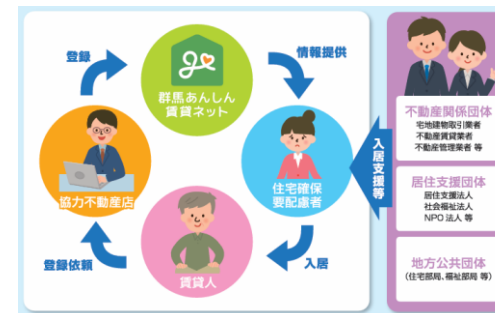 登録
情報提供
群馬あんしん
賃貸ネット
協力不動産店
住宅確保
要配慮者
賃貸人
登録依頼
入居
入居支援等
不動産関係団体
宅地建物取引業者
不動産賃貸業者
不動産管理業者 等
居住支援団体
居住支援法人
社会福祉法人
NPO 法人 等
地方公共団体
(住宅部局、福祉部局 等)